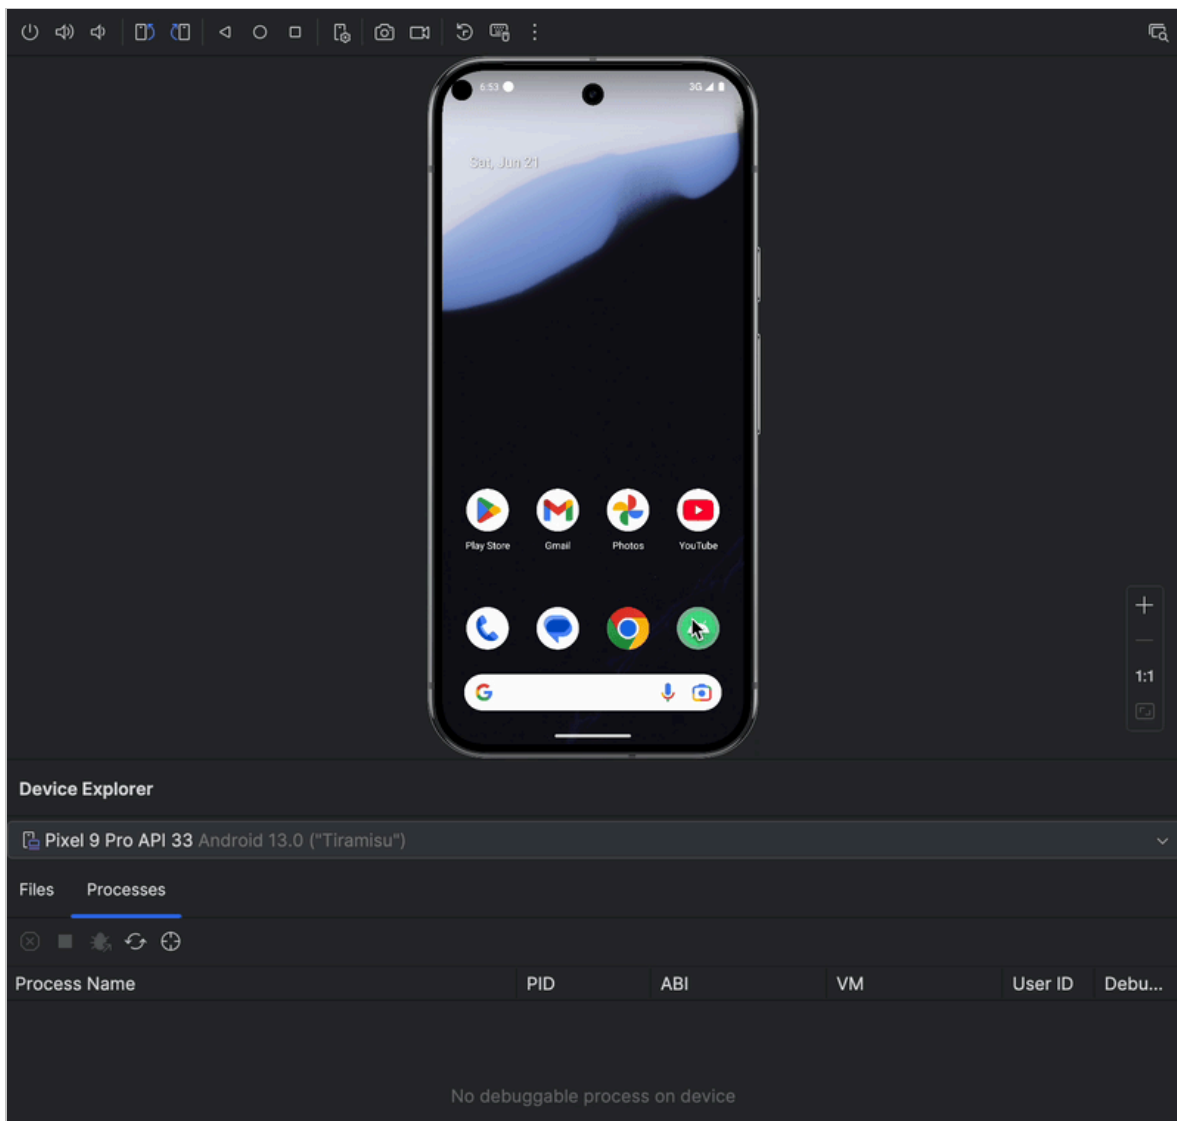 6:53
3G
Sat, Jun 21
Play Store
Gmail
Photos
YouTube
G
1:1
Device Explorer
Pixel 9 Pro API 33 Android 13.0 ("Tiramisu")
Files Processes
Process Name PID ABI VM User ID Debu...
No debuggable process on device